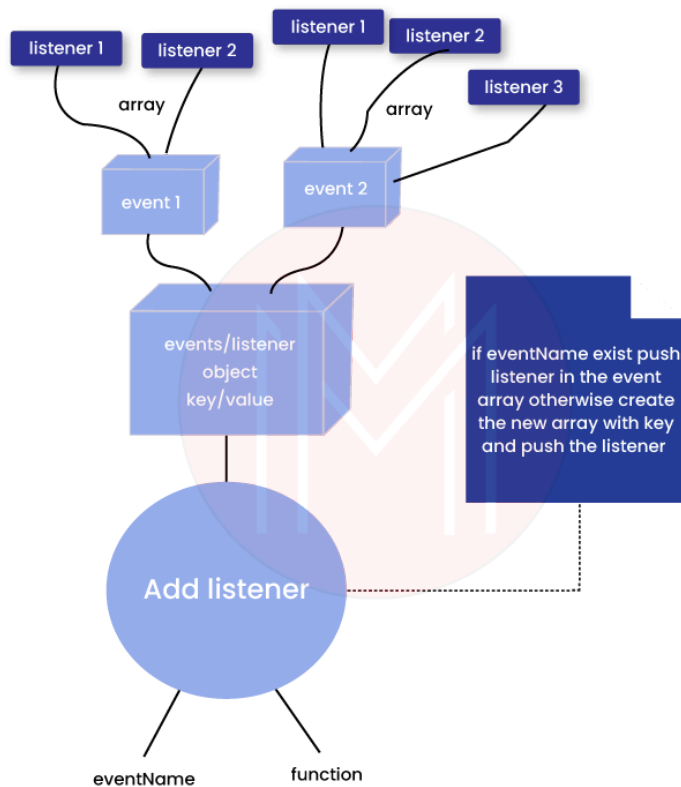 listener 1
listener 2
listener 1
listener 2
listener 3
array
array
event 1
event 2
events/listener
object
key/value
if eventName exist push
listener in the event
array otherwise create
the new array with key
and push the listener
Add listener
eventName
function